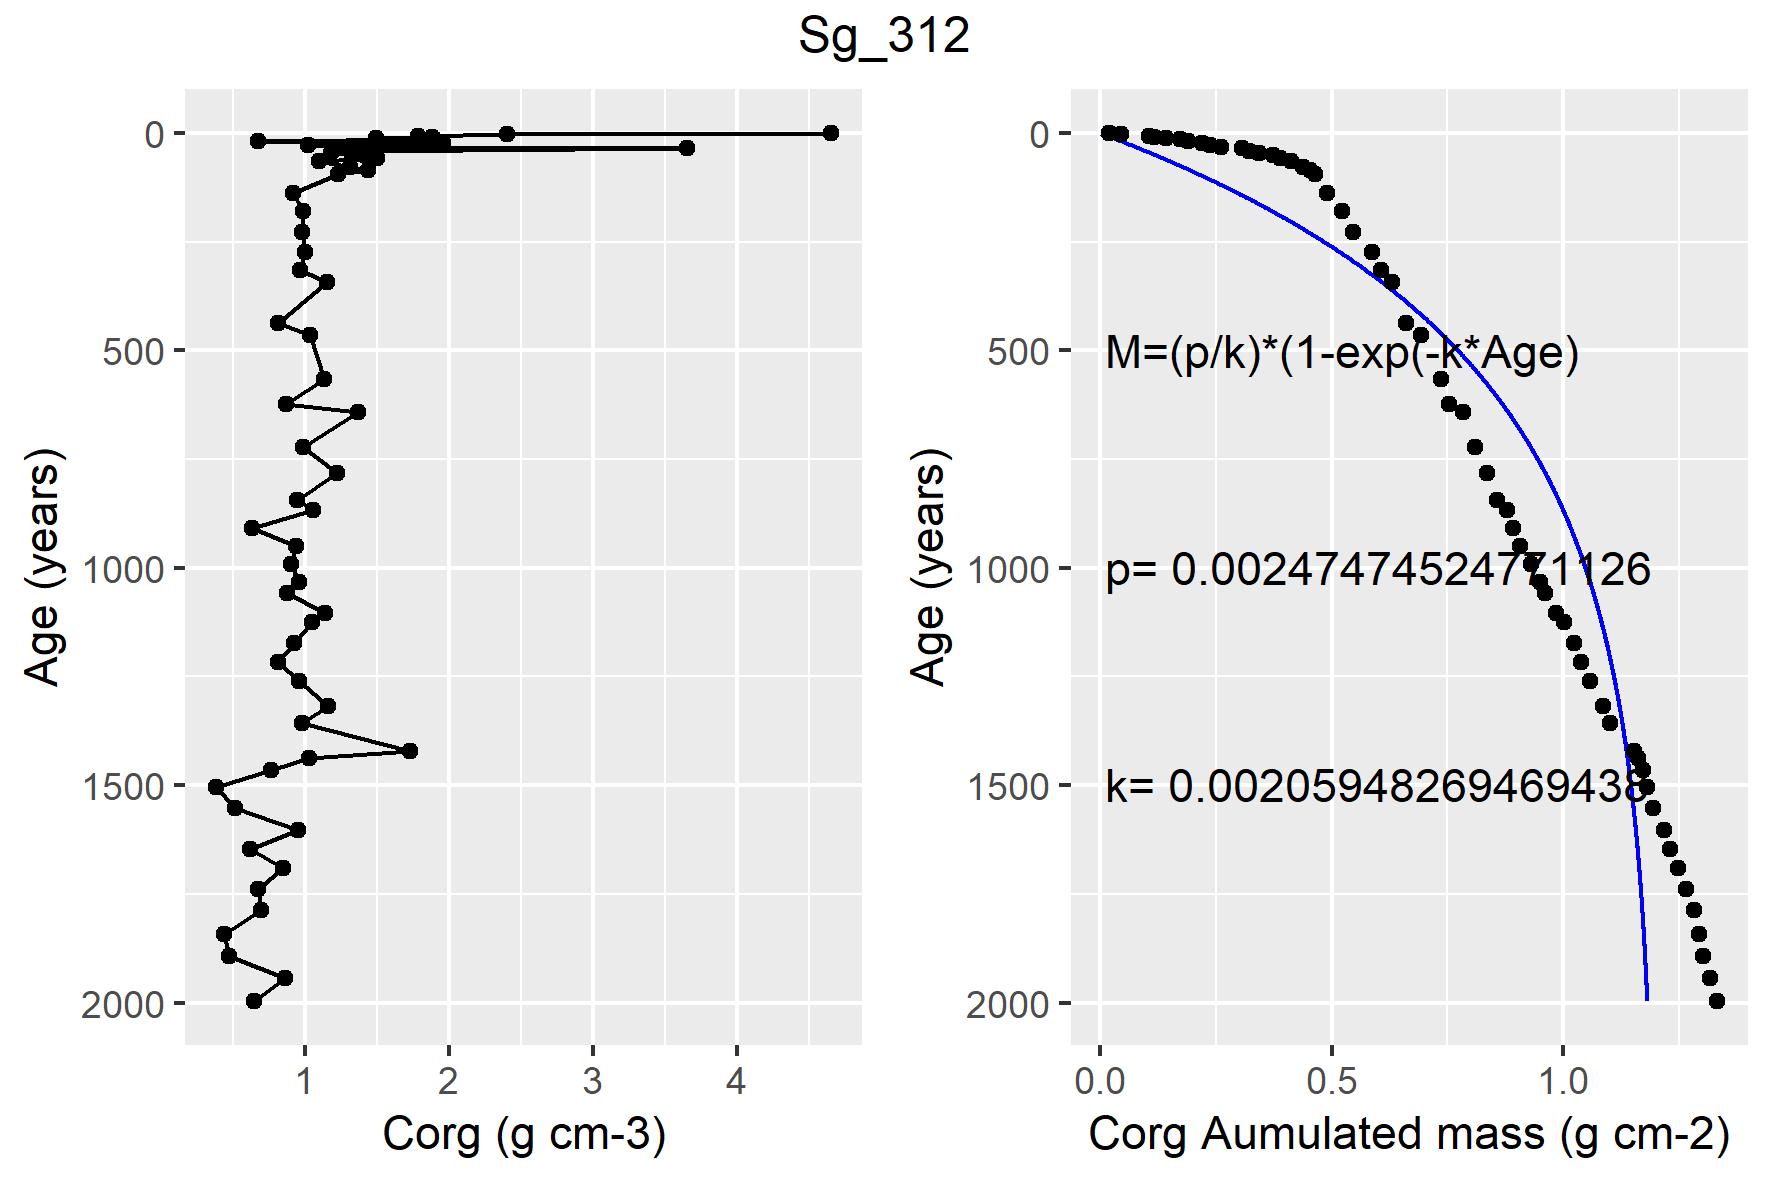 Sg_312
0
500
1000
1500
2000
Age (years)
1
2
3
4
Corg (g cm-3)
0
500
1000
1500
2000
Age (years)
M=(p/k)*(1-exp(-k*Age)
p= 0.00247474524771126
k= 0.00205948269469438
0.0
0.5
1.0
Corg Aumulated mass (g cm-2)